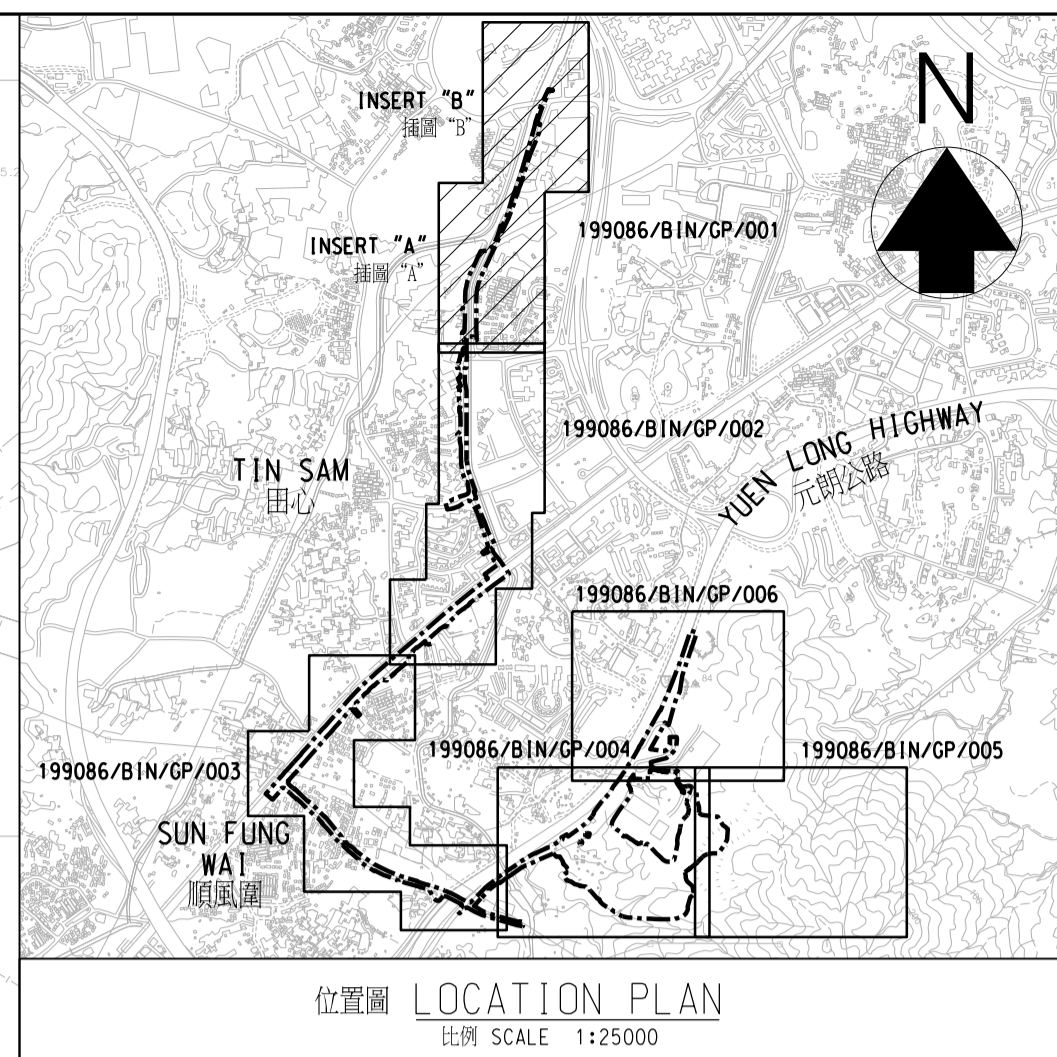 N
INSERT "B"
插圖 "B"
INSERT "A"
插圖 "A"
199086/BIN/GP/001
199086/BIN/GP/002
TIN SAM
田心
YUEN LONG HIGHWAY
元朗公路
199086/BIN/GP/006
199086/BIN/GP/003
199086/BIN/GP/004
199086/BIN/GP/005
SUN FUNG
WAI
順風圍
位置圖 LOCATION PLAN
比例 SCALE 1:25000